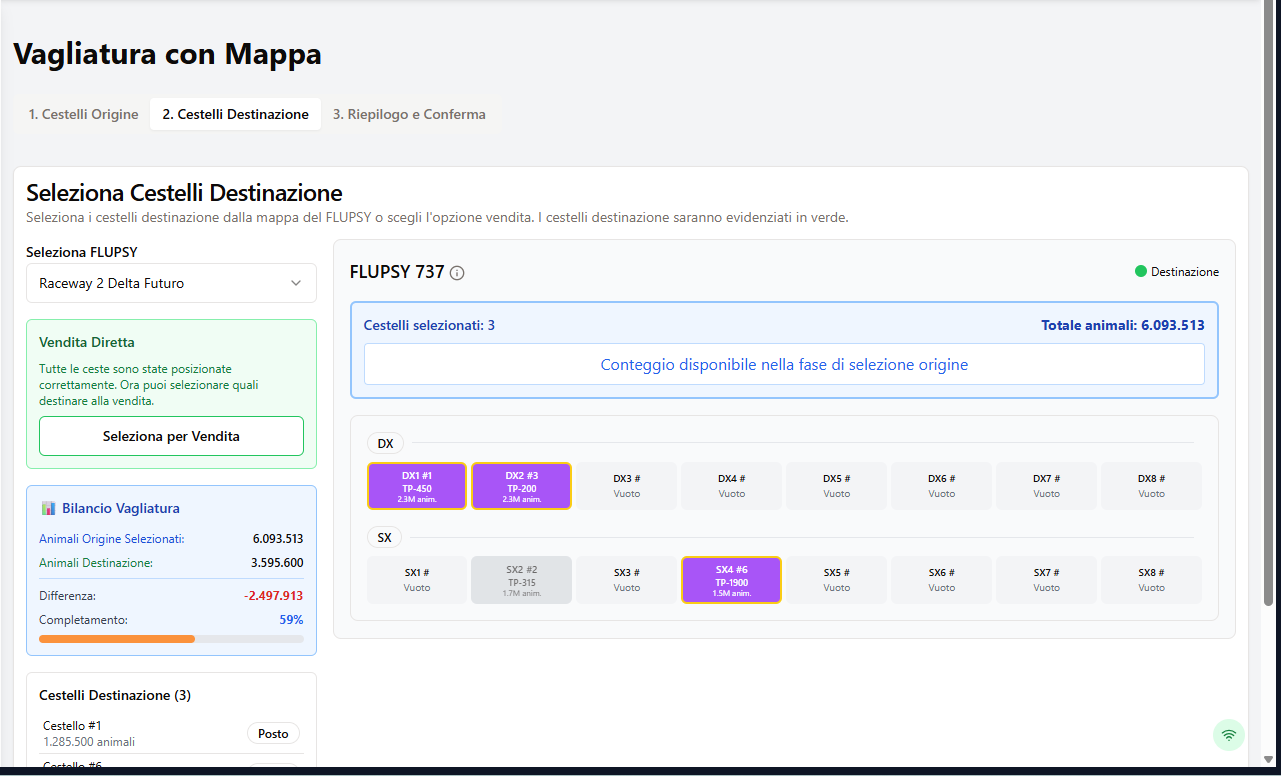 Vagliatura con Mappa
1. Cestelli Origine
2. Cestelli Destinazione
3. Riepilogo e Conferma
Seleziona Cestelli Destinazione
Seleziona i cestelli destinazione dalla mappa del FLUPSY o scegli l'opzione vendita. I cestelli destinazione saranno evidenziati in verde.
Seleziona FLUPSY
Raceway 2 Delta Futuro
Vendita Diretta
Tutte le ceste sono state posizionate
correttamente. Ora puoi selezionare quali
destinare alla vendita.
Seleziona per Vendita
Bilancio Vagliatura
Animali Origine Selezionati: 6.093.513
Animali Destinazione: 3.595.600
Differenza: -2.497.913
Completamento: 59%
Cestelli Destinazione (3)
Cestello #1
1.285.500 animali
Posto
Cestello #6
FLUPSY 737
Destinazione
Cestelli selezionati: 3
Totale animali: 6.093.513
Conteggio disponibile nella fase di selezione origine
DX
DX1 #1
TP-450
2.3M anim.
DX2 #3
TP-200
2.3M anim.
DX3 #
Vuoto
DX4 #
Vuoto
DX5 #
Vuoto
DX6 #
Vuoto
DX7 #
Vuoto
DX8 #
Vuoto
SX
SX1 #
Vuoto
SX2 #2
TP-315
1.7M anim.
SX3 #
Vuoto
SX4 #6
TP-1900
1.5M anim.
SX5 #
Vuoto
SX6 #
Vuoto
SX7 #
Vuoto
SX8 #
Vuoto